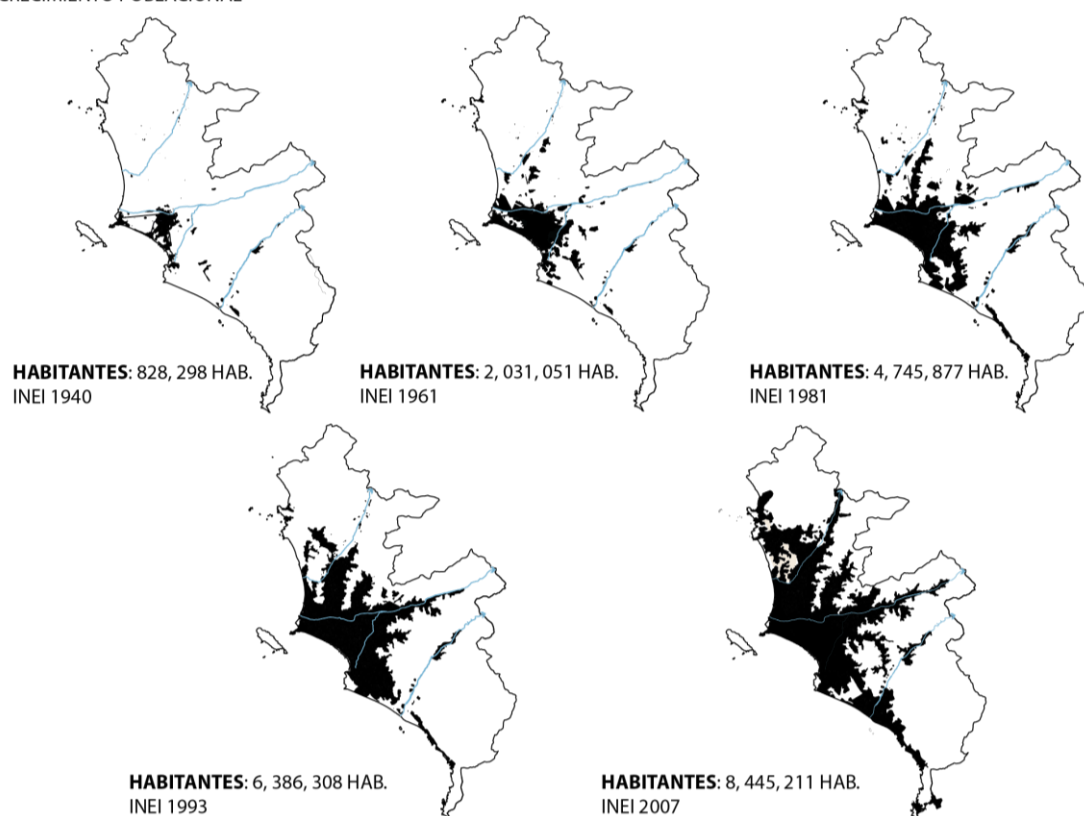 HABITANTES: 828, 298 HAB.
INEI 1940
HABITANTES: 2, 031, 051 HAB.
INEI 1961
HABITANTES: 4, 745, 877 HAB.
INEI 1981
HABITANTES: 6, 386, 308 HAB.
INEI 1993
HABITANTES: 8, 445, 211 HAB.
INEI 2007